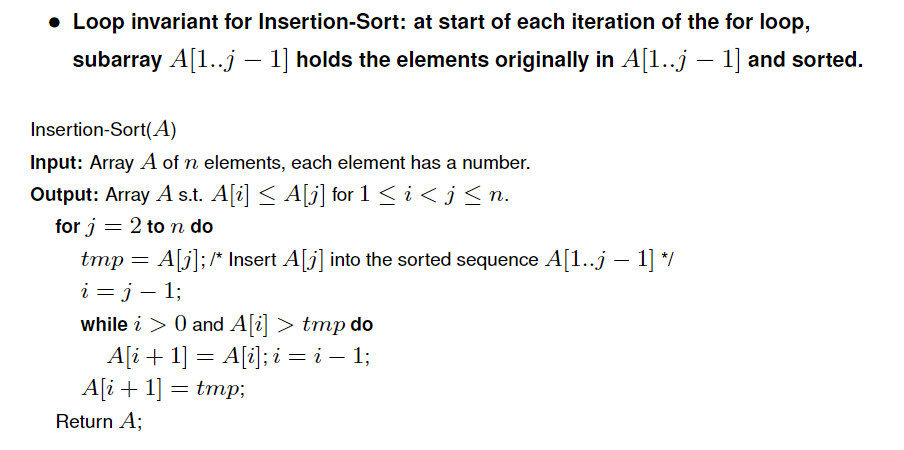 • Loop invariant for Insertion-Sort: at start of each iteration of the for loop,
subarray A[1..j − 1] holds the elements originally in A[1..j − 1] and sorted.
Insertion-Sort(A)
Input: Array A of n elements, each element has a number.
Output: Array A s.t. A[i] ≤ A[j] for 1 ≤ i < j ≤ n.
for j = 2 to n do
tmp = A[j]; /* Insert A[j] into the sorted sequence A[1..j − 1] */
i = j − 1;
while i > 0 and A[i] > tmp do
A[i + 1] = A[i]; i = i − 1;
A[i + 1] = tmp;
Return A;